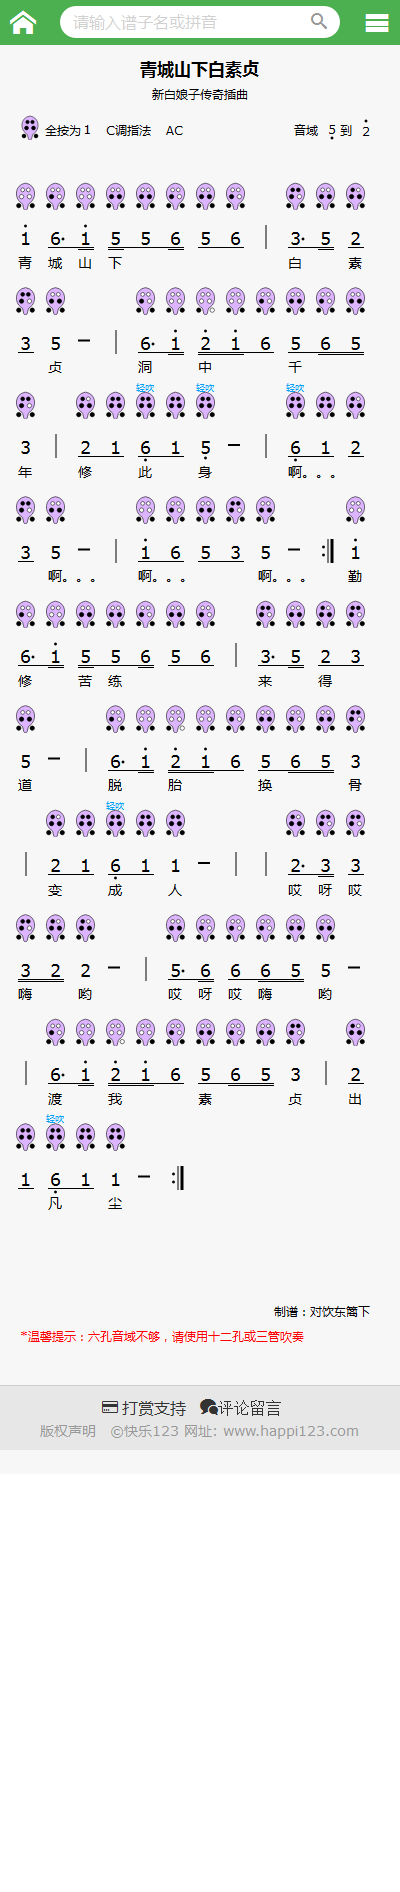 请输入谱子名或拼音
青城山下白素贞
新白娘子传奇插曲
全按为 1 C调指法 AC 音域 5̣ 到 2̇
1̇ 6· 1̇ 5 5 6 5 6 | 3· 5 2
青 城 山 下 白 素
3 5 − | 6· 1̇ 2̇ 1̇ 6 5 6 5
贞 洞 中 千
轻吹 轻吹 轻吹
3 | 2 1 6̣ 1 5̣ − | 6̣ 1 2
年 修 此 身 啊。。。
3 5 − | 1̇ 6 5 3 5 − :‖ 1̇
啊。。。 啊。。。 啊。。。 勤
6· 1̇ 5 5 6 5 6 | 3· 5 2 3
修 苦 练 来 得
5 − | 6· 1̇ 2̇ 1̇ 6 5 6 5 3
道 脱 胎 换 骨
轻吹
| 2 1 6̣ 1 1 − | | 2· 3 3
变 成 人 哎 呀 哎
3 2 2 − | 5· 6 6 6 5 5 −
嗨 哟 哎 呀 哎 嗨 哟
| 6· 1̇ 2̇ 1̇ 6 5 6 5 3 | 2
渡 我 素 贞 出
轻吹
1 6̣ 1 1 − :‖
凡 尘
制谱：对饮东篱下
*温馨提示：六孔音域不够，请使用十二孔或三管吹奏
打赏支持 评论留言
版权声明 ©快乐123 网址: www.happi123.com